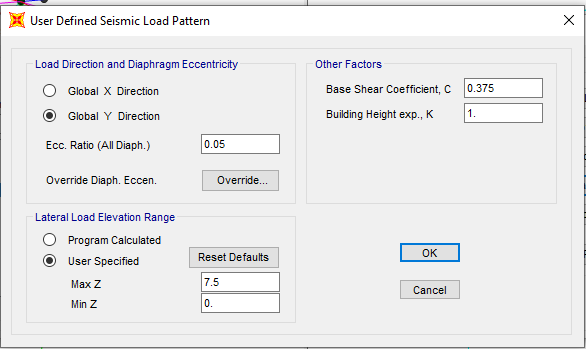 User Defined Seismic Load Pattern
Load Direction and Diaphragm Eccentricity
Global X Direction
Global Y Direction
Ecc. Ratio (All Diaph.) 0.05
Override Diaph. Eccen. Override...
Other Factors
Base Shear Coefficient, C 0.375
Building Height exp., K 1.
Lateral Load Elevation Range
Program Calculated
User Specified Reset Defaults
Max Z 7.5
Min Z 0.
OK
Cancel